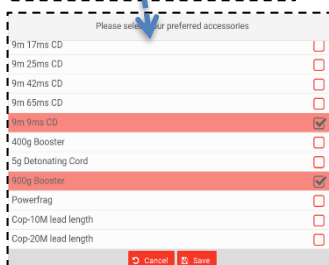 Please select your preferred accessories
9m 17ms CD
9m 25ms CD
9m 42ms CD
9m 65ms CD
9m 9ms CD
400g Booster
5g Detonating Cord
900g Booster
Powerfrag
Cop-10M lead length
Cop-20M lead length
Cancel Save